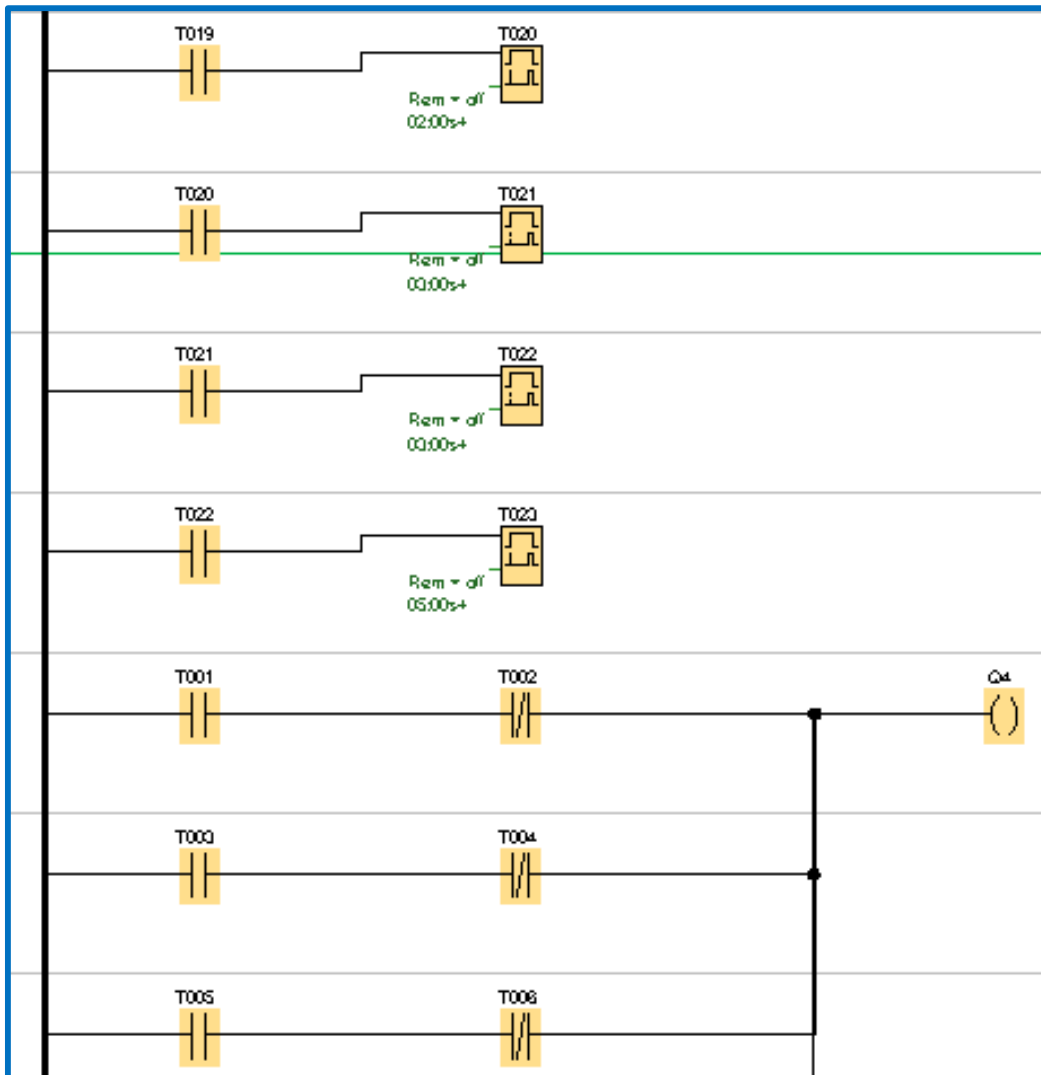 T019 T020
Rem = off
02:00s+
T020 T021
Rem = off
03:00s+
T021 T022
Rem = off
03:00s+
T022 T023
Rem = off
05:00s+
T001 T002 Q4
T003 T004
T005 T006